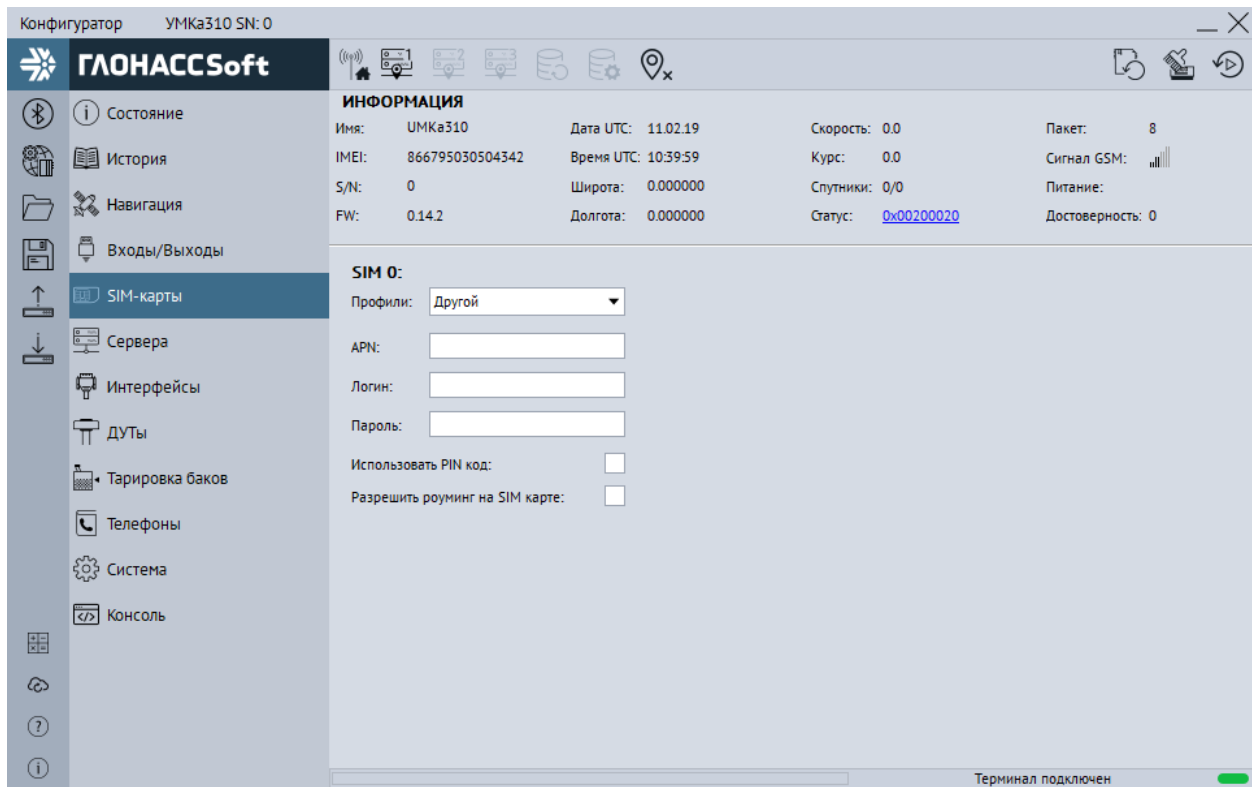 Конфигуратор УМКа310 SN: 0
ГЛОНАССSoft
1 2 3
Состояние
История
Навигация
Входы/Выходы
SIM-карты
Сервера
Интерфейсы
ДУТы
Тарировка баков
Телефоны
Система
Консоль
ИНФОРМАЦИЯ
Имя: UMKa310 Дата UTC: 11.02.19 Скорость: 0.0 Пакет: 8
IMEI: 866795030504342 Время UTC: 10:39:59 Курс: 0.0 Сигнал GSM:
S/N: 0 Широта: 0.000000 Спутники: 0/0 Питание:
FW: 0.14.2 Долгота: 0.000000 Статус: 0x00200020 Достоверность: 0
SIM 0:
Профили: Другой
APN:
Логин:
Пароль:
Использовать PIN код:
Разрешить роуминг на SIM карте:
Терминал подключен